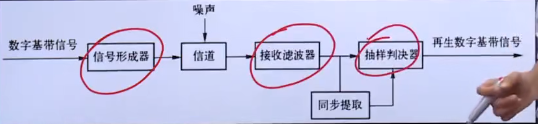 噪声
数字基带信号
信号形成器
信道
接收滤波器
抽样判决器
再生数字基带信号
同步提取